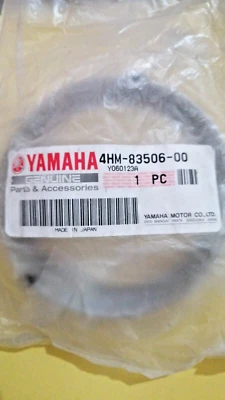 YAMAHA 4HM-83506-00
Y060123A
GENUINE
Parts & Accessories
1 PC
YAMAHA MOTOR CO.,LTD.
MADE IN JAPAN